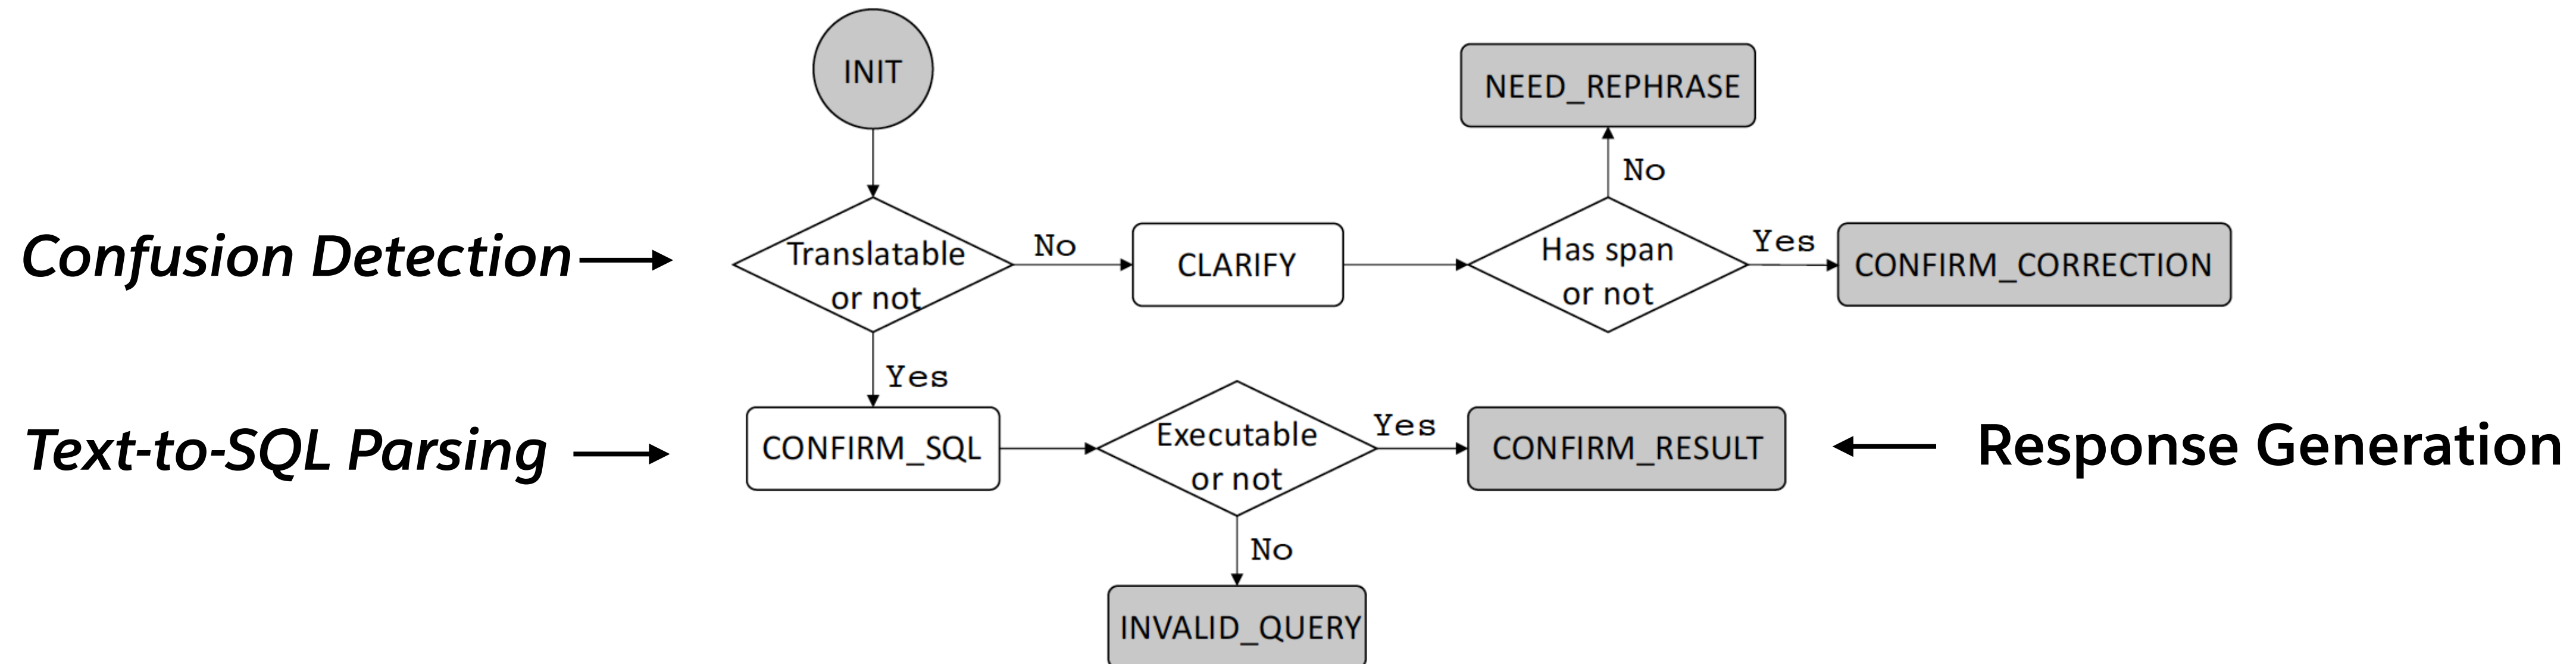 INIT
NEED_REPHRASE
No
Confusion Detection
Translatable
or not
No
CLARIFY
Has span
or not
Yes
CONFIRM_CORRECTION
Yes
Text-to-SQL Parsing
CONFIRM_SQL
Executable
or not
Yes
CONFIRM_RESULT
Response Generation
No
INVALID_QUERY